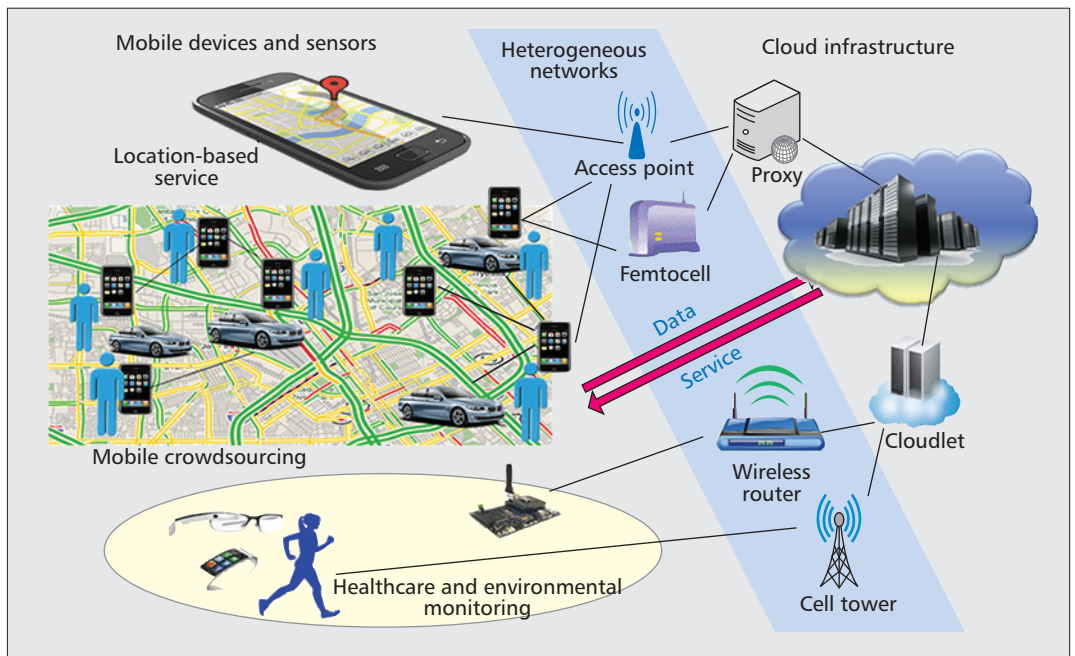 Mobile devices and sensors
Heterogeneous
networks
Cloud infrastructure
Location-based
service
Access point
Proxy
Femtocell
Data
Service
Mobile crowdsourcing
Wireless
router
Cloudlet
Healthcare and environmental
monitoring
Cell tower